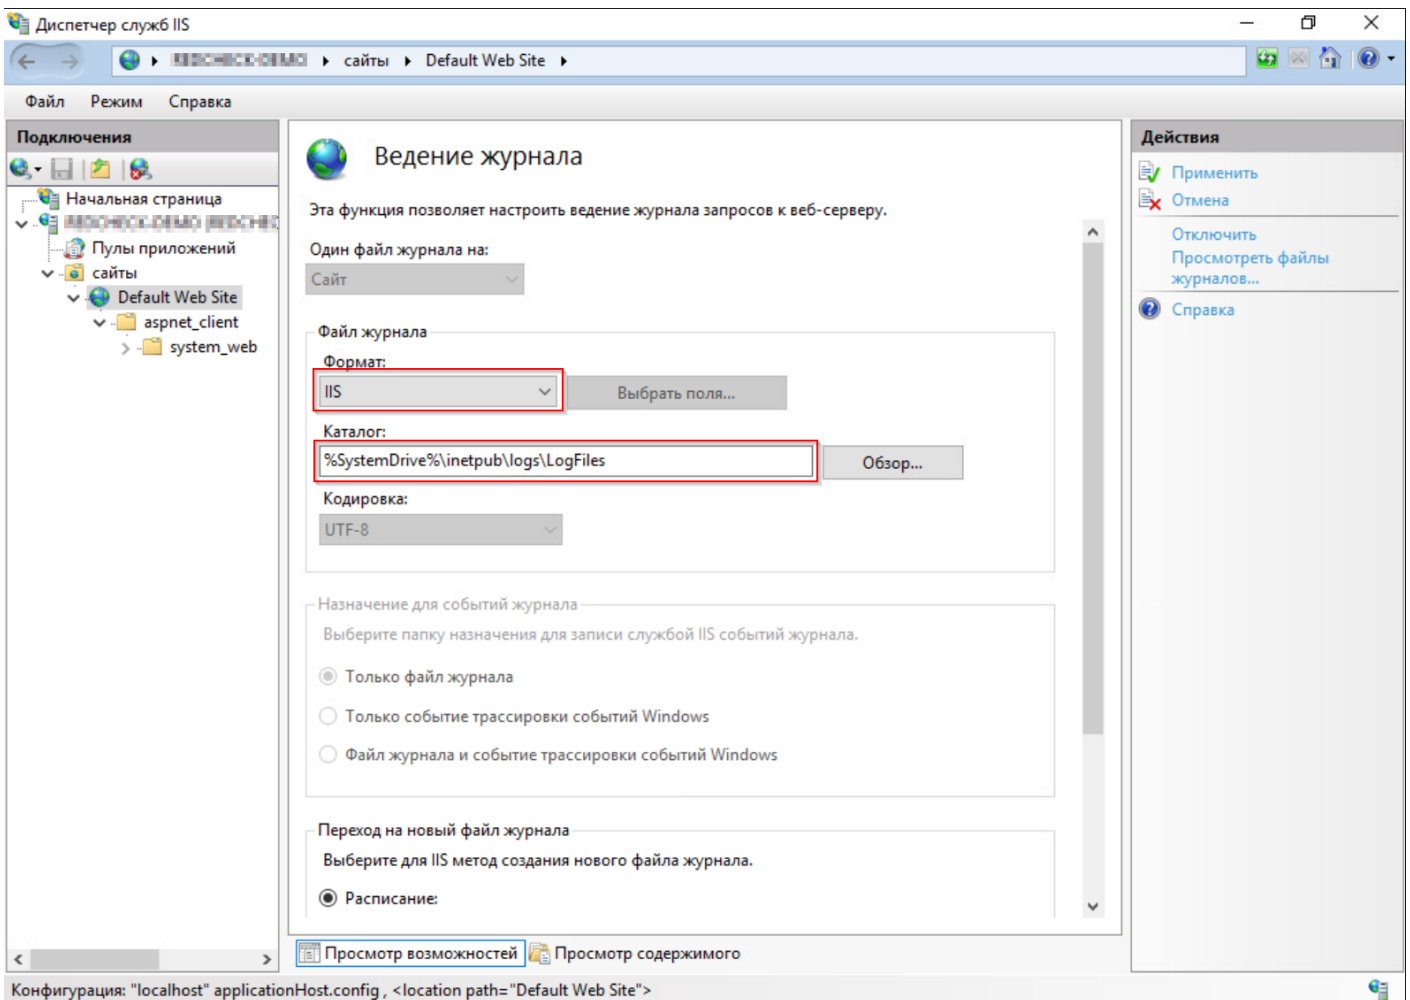 Диспетчер служб IIS
сайты Default Web Site
Файл Режим Справка
Подключения
Начальная страница
Пулы приложений
сайты
Default Web Site
aspnet_client
system_web
Ведение журнала
Эта функция позволяет настроить ведение журнала запросов к веб-серверу.
Один файл журнала на:
Сайт
Файл журнала
Формат:
IIS Выбрать поля...
Каталог:
%SystemDrive%\inetpub\logs\LogFiles Обзор...
Кодировка:
UTF-8
Назначение для событий журнала
Выберите папку назначения для записи службой IIS событий журнала.
Только файл журнала
Только событие трассировки событий Windows
Файл журнала и событие трассировки событий Windows
Переход на новый файл журнала
Выберите для IIS метод создания нового файла журнала.
Расписание:
Просмотр возможностей Просмотр содержимого
Действия
Применить
Отмена
Отключить
Просмотреть файлы
журналов...
Справка
Конфигурация: "localhost" applicationHost.config , <location path="Default Web Site">